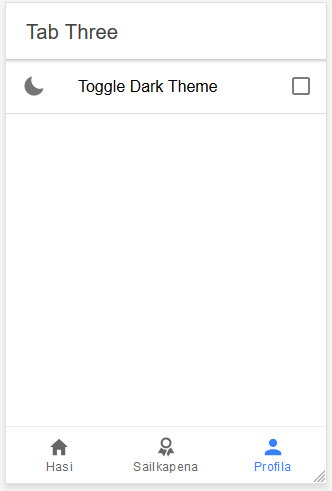 Tab Three
Toggle Dark Theme
Hasi
Sailkapena
Profila